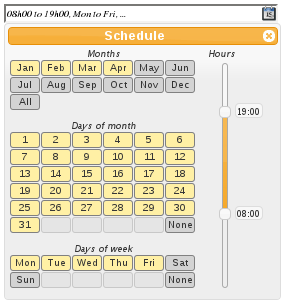 08h00 to 19h00, Mon to Fri, ...
Schedule
Months Hours
Jan Feb Mar Apr May Jun
Jul Aug Sep Oct Nov Dec
All
19:00
Days of month
1 2 3 4 5 6
7 8 9 10 11 12
13 14 15 16 17 18
19 20 21 22 23 24
25 26 27 28 29 30
31 None
08:00
Days of week
Mon Tue Wed Thu Fri Sat
Sun None